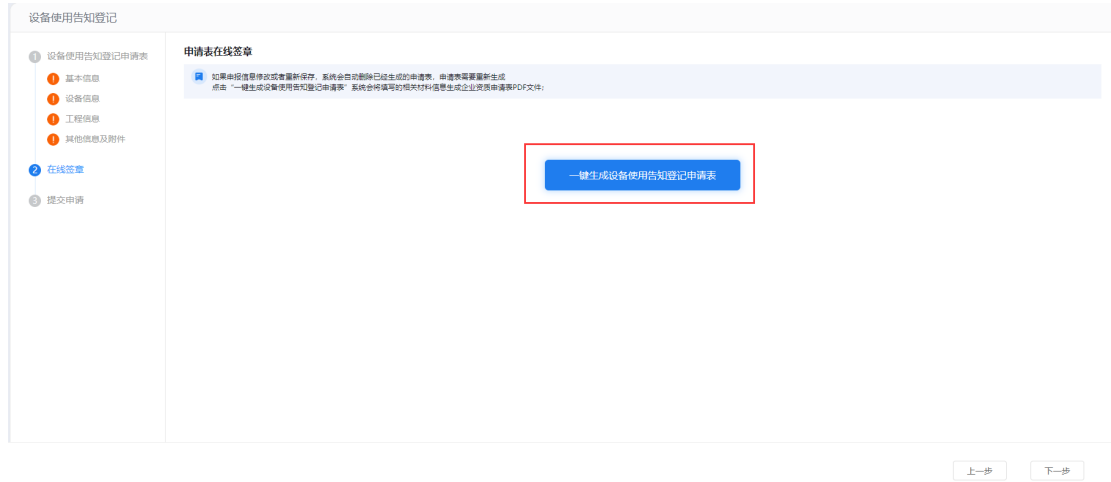 设备使用告知登记
1 设备使用告知登记申请表
! 基本信息
! 设备信息
! 工程信息
! 其他信息及附件
2 在线签章
3 提交申请
申请表在线签章
如果申报信息修改或者重新保存，系统会自动删除已经生成的申请表，申请表需要重新生成
点击“一键生成设备使用告知登记申请表”系统会将填写的相关材料信息生成企业资质申请表PDF文件;
一键生成设备使用告知登记申请表
上一步
下一步